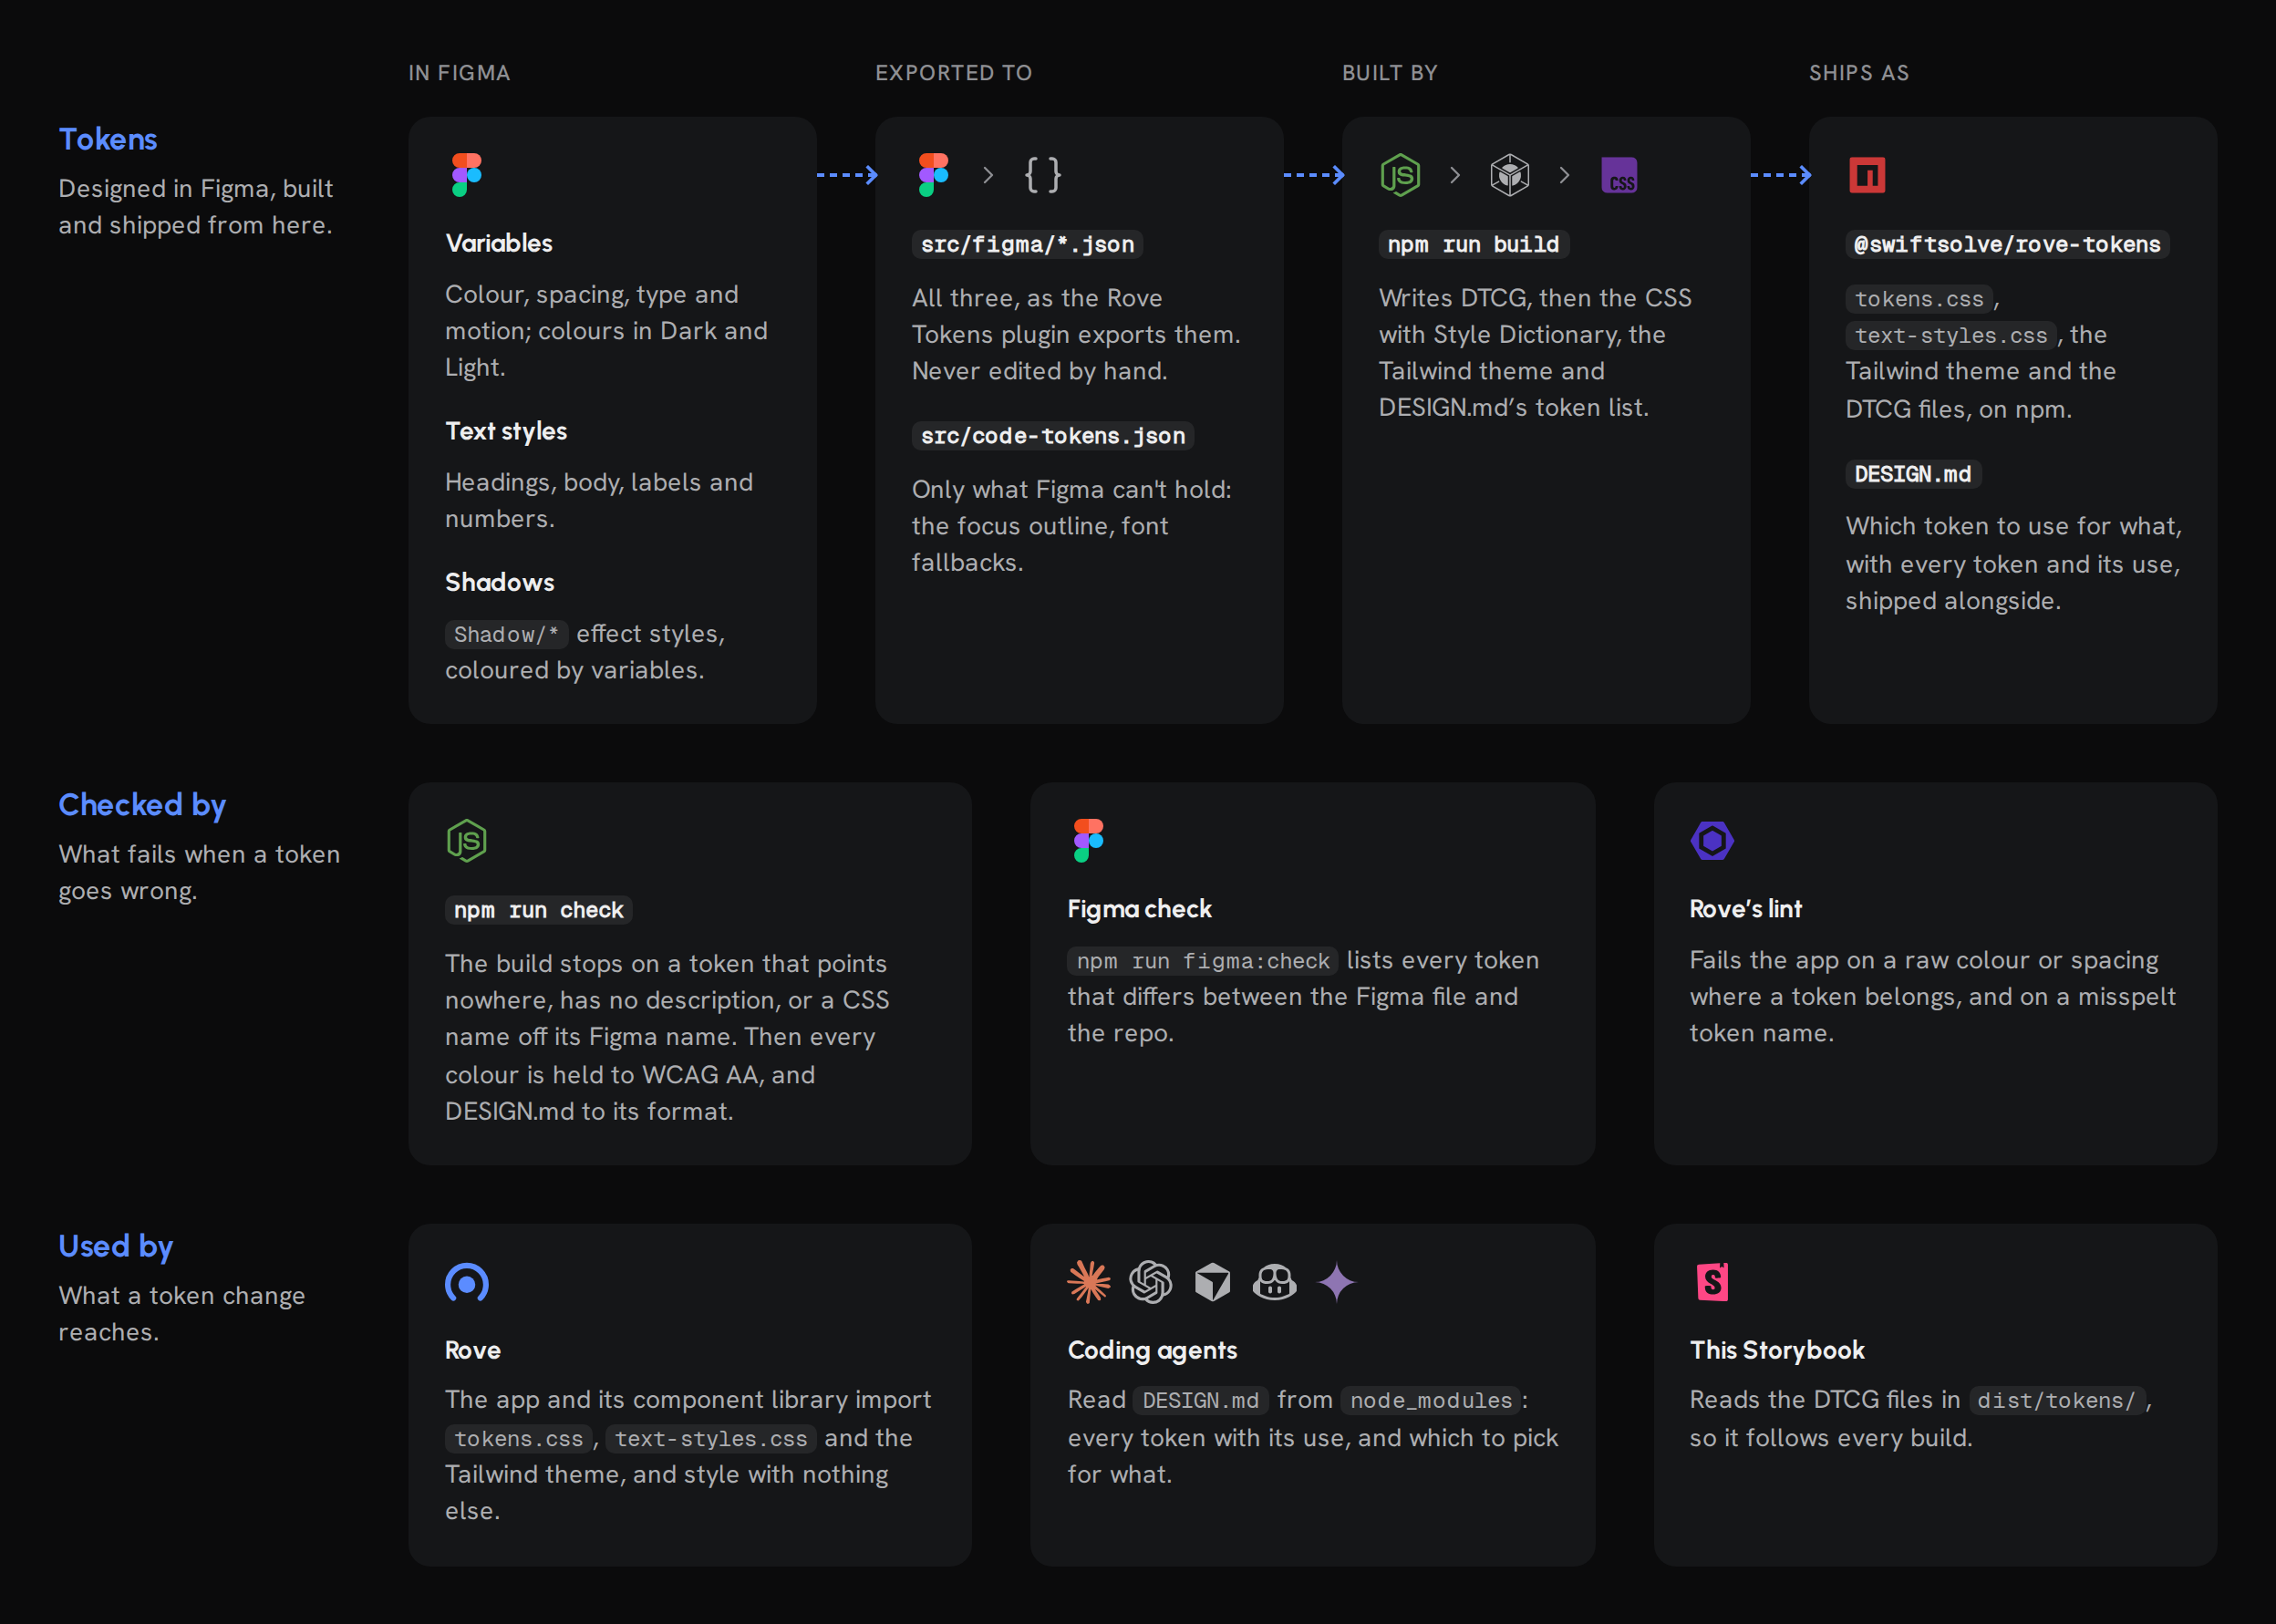 IN FIGMA
EXPORTED TO
BUILT BY
SHIPS AS
Tokens
Designed in Figma, built
and shipped from here.
Variables
Colour, spacing, type and
motion; colours in Dark and
Light.
Text styles
Headings, body, labels and
numbers.
Shadows
Shadow/* effect styles,
coloured by variables.
{ }
src/figma/*.json
All three, as the Rove
Tokens plugin exports them.
Never edited by hand.
src/code-tokens.json
Only what Figma can't hold:
the focus outline, font
fallbacks.
JS
CSS
npm run build
Writes DTCG, then the CSS
with Style Dictionary, the
Tailwind theme and
DESIGN.md’s token list.
@swiftsolve/rove-tokens
tokens.css,
text-styles.css, the
Tailwind theme and the
DTCG files, on npm.
DESIGN.md
Which token to use for what,
with every token and its use,
shipped alongside.
Checked by
What fails when a token
goes wrong.
JS
npm run check
The build stops on a token that points
nowhere, has no description, or a CSS
name off its Figma name. Then every
colour is held to WCAG AA, and
DESIGN.md to its format.
Figma check
npm run figma:check lists every token
that differs between the Figma file and
the repo.
Rove’s lint
Fails the app on a raw colour or spacing
where a token belongs, and on a misspelt
token name.
Used by
What a token change
reaches.
Rove
The app and its component library import
tokens.css, text-styles.css and the
Tailwind theme, and style with nothing
else.
Coding agents
Read DESIGN.md from node_modules:
every token with its use, and which to pick
for what.
S
This Storybook
Reads the DTCG files in dist/tokens/,
so it follows every build.